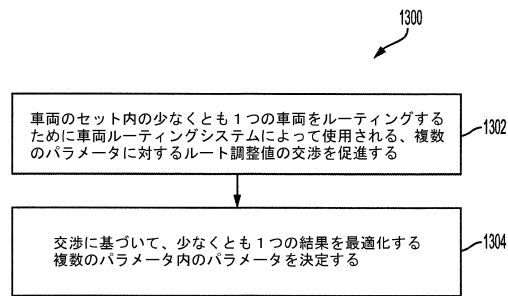 1300
車両のセット内の少なくとも１つの車両をルーティングする
ために車両ルーティングシステムによって使用される、複数
のパラメータに対するルート調整値の交渉を促進する
1302
交渉に基づいて、少なくとも１つの結果を最適化する
複数のパラメータ内のパラメータを決定する
1304